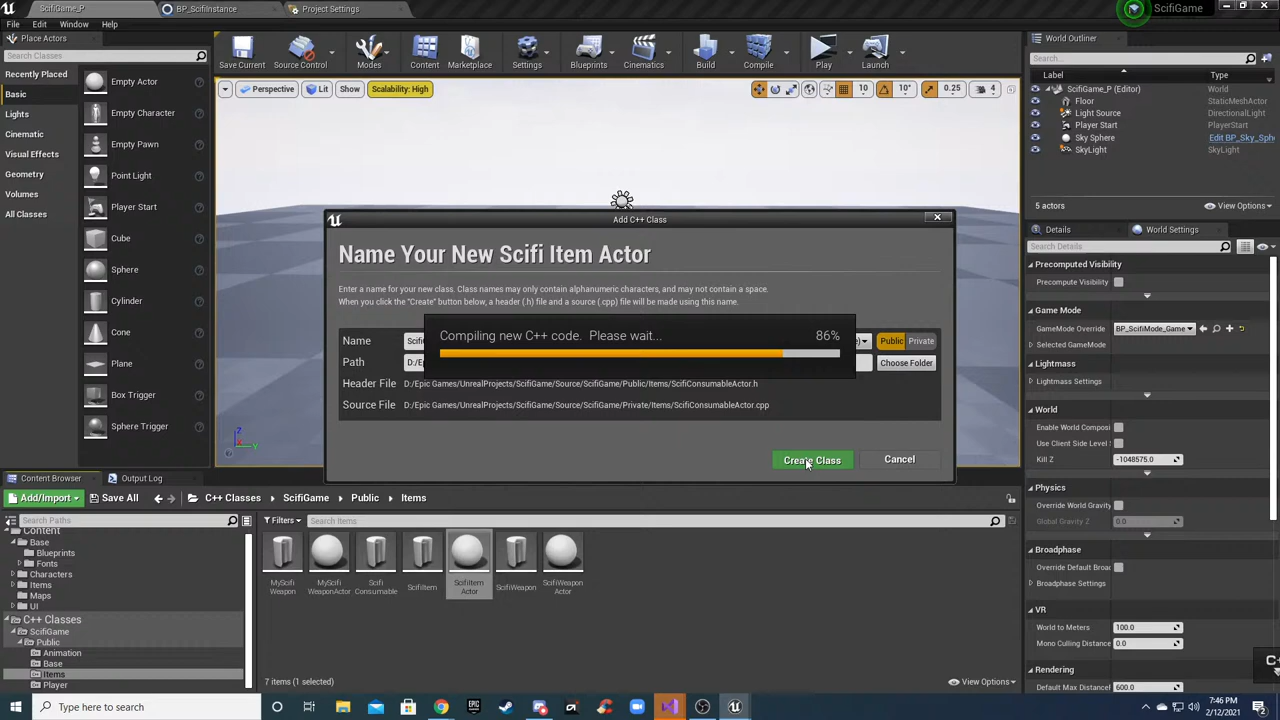 ScifiGame_P
BP_ScifiInstance
Project Settings
ScifiGame
File Edit Window Help
Place Actors
Search Classes
Recently Placed
Basic
Lights
Cinematic
Visual Effects
Geometry
Volumes
All Classes
Empty Actor
Empty Character
Empty Pawn
Point Light
Player Start
Cube
Sphere
Cylinder
Cone
Plane
Box Trigger
Sphere Trigger
Save Current
Source Control
Modes
Content
Marketplace
Settings
Blueprints
Cinematics
Build
Compile
Play
Launch
Perspective Lit Show Scalability: High
10 10° 0.25 4
World Outliner
Search...
Label Type
ScifiGame_P (Editor) World
Floor StaticMeshActor
Light Source DirectionalLight
Player Start PlayerStart
Sky Sphere Edit BP_Sky_Sph
SkyLight SkyLight
5 actors View Options
Details World Settings
Search Details
Precomputed Visibility
Precompute Visibility
Game Mode
GameMode Override BP_ScifiMode_Game
Selected GameMode
Lightmass
Lightmass Settings
World
Enable World Composi
Use Client Side Level
Kill Z -1048575.0
Physics
Override World Gravity
Global Gravity Z 0.0
Broadphase
Override Default Broa
Broadphase Settings
VR
World to Meters 100.0
Mono Culling Distance 0.0
Rendering
Default Max Distance 600.0
Add C++ Class
Name Your New Scifi Item Actor
Enter a name for your new class. Class names may only contain alphanumeric characters, and may not contain a space.
When you click the "Create" button below, a header (.h) file and a source (.cpp) file will be made using this name.
Name Public Private
Path D:/Ep Choose Folder
Compiling new C++ code. Please wait... 86%
Header File D:/Epic Games/UnrealProjects/ScifiGame/Source/ScifiGame/Public/Items/ScifiConsumableActor.h
Source File D:/Epic Games/UnrealProjects/ScifiGame/Source/ScifiGame/Private/Items/ScifiConsumableActor.cpp
Create Class Cancel
Content Browser
Output Log
Add/Import Save All C++ Classes ScifiGame Public Items
Search Paths
Filters Search Items
Content
Base
Blueprints
Fonts
Characters
Items
Maps
UI
C++ Classes
ScifiGame
Public
Animation
Base
Items
Player
MyScifi
Weapon
MyScifi
WeaponActor
Scifi
Consumable
ScifiItem
ScifiItem
Actor
ScifiWeapon
ScifiWeapon
Actor
7 items (1 selected) View Options
Type here to search
7:46 PM
2/12/2021